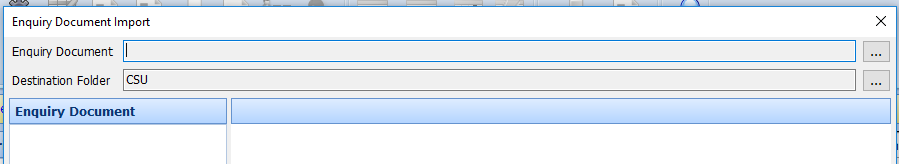 Enquiry Document Import
Enquiry Document
...
Destination Folder CSU
...
Enquiry Document